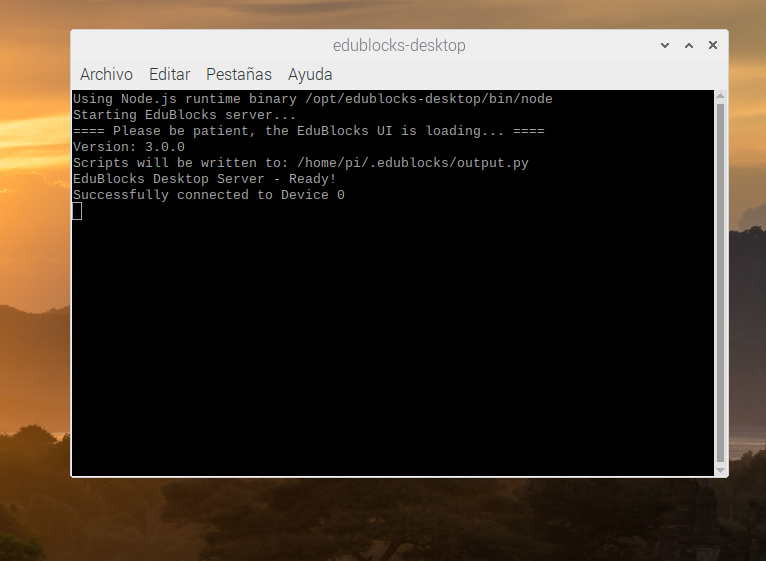 edublocks-desktop
Archivo Editar Pestañas Ayuda
Using Node.js runtime binary /opt/edublocks-desktop/bin/node
Starting EduBlocks server...
==== Please be patient, the EduBlocks UI is loading... ====
Version: 3.0.0
Scripts will be written to: /home/pi/.edublocks/output.py
EduBlocks Desktop Server - Ready!
Successfully connected to Device 0